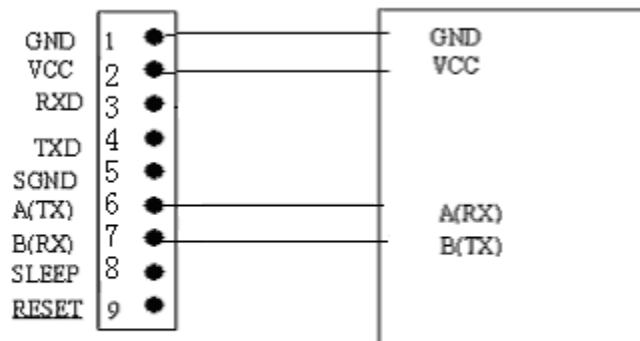 GND 1 GND
VCC 2 VCC
RXD 3
TXD 4
SGND 5
A(TX) 6 A(RX)
B(RX) 7 B(TX)
SLEEP 8
RESET 9